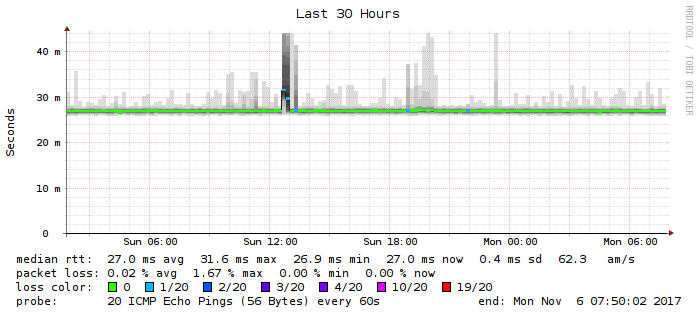 Last 30 Hours
RRDTOOL / TOBI OETIKER
Seconds
40 m
30 m
20 m
10 m
0
Sun 06:00 Sun 12:00 Sun 18:00 Mon 00:00 Mon 06:00
median rtt: 27.0 ms avg 31.6 ms max 26.9 ms min 27.0 ms now 0.4 ms sd 62.3 am/s
packet loss: 0.02 % avg 1.67 % max 0.00 % min 0.00 % now
loss color: 0 1/20 2/20 3/20 4/20 10/20 19/20
probe: 20 ICMP Echo Pings (56 Bytes) every 60s end: Mon Nov 6 07:50:02 2017